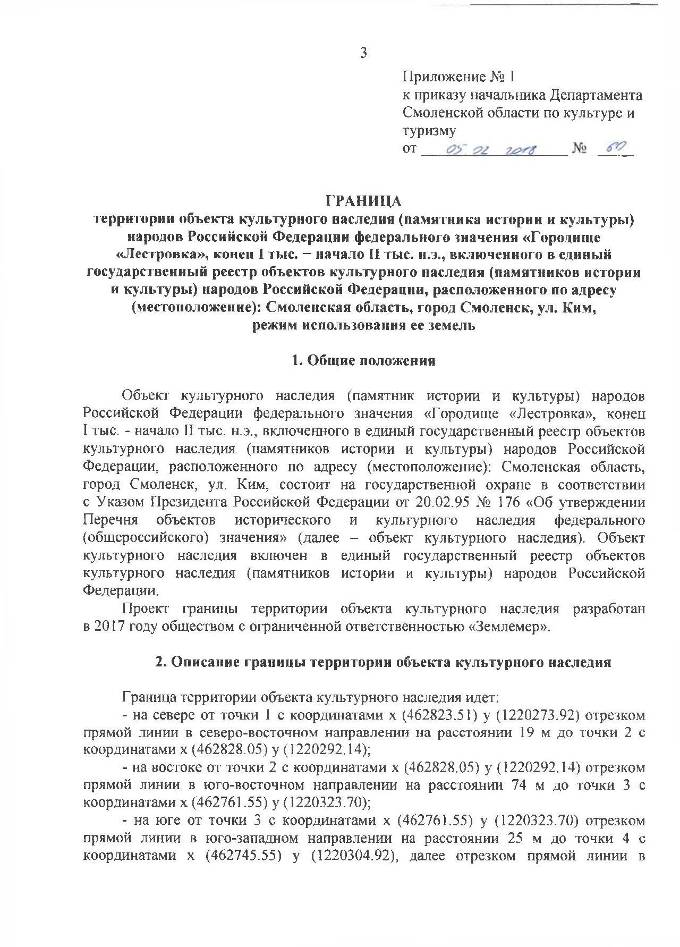 3
Приложение № 1
к приказу начальника Департамента
Смоленской области по культуре и
туризму
от 05 02 2018 № 60
ГРАНИЦА
территории объекта культурного наследия (памятника истории и культуры)
народов Российской Федерации федерального значения «Городище
«Лестровка», конец I тыс. – начало II тыс. н.э., включенного в единый
государственный реестр объектов культурного наследия (памятников истории
и культуры) народов Российской Федерации, расположенного по адресу
(местоположение): Смоленская область, город Смоленск, ул. Ким,
режим использования ее земель
1. Общие положения
Объект культурного наследия (памятник истории и культуры) народов
Российской Федерации федерального значения «Городище «Лестровка», конец
I тыс. - начало II тыс. н.э., включенного в единый государственный реестр объектов
культурного наследия (памятников истории и культуры) народов Российской
Федерации, расположенного по адресу (местоположение): Смоленская область,
город Смоленск, ул. Ким, состоит на государственной охране в соответствии
с Указом Президента Российской Федерации от 20.02.95 № 176 «Об утверждении
Перечня объектов исторического и культурного наследия федерального
(общероссийского) значения» (далее – объект культурного наследия). Объект
культурного наследия включен в единый государственный реестр объектов
культурного наследия (памятников истории и культуры) народов Российской
Федерации.
Проект границы территории объекта культурного наследия разработан
в 2017 году обществом с ограниченной ответственностью «Землемер».
2. Описание границы территории объекта культурного наследия
Граница территории объекта культурного наследия идет:
- на севере от точки 1 с координатами x (462823.51) y (1220273.92) отрезком
прямой линии в северо-восточном направлении на расстоянии 19 м до точки 2 с
координатами x (462828.05) y (1220292.14);
- на востоке от точки 2 с координатами x (462828.05) y (1220292.14) отрезком
прямой линии в юго-восточном направлении на расстоянии 74 м до точки 3 с
координатами x (462761.55) y (1220323.70);
- на юге от точки 3 с координатами x (462761.55) y (1220323.70) отрезком
прямой линии в юго-западном направлении на расстоянии 25 м до точки 4 с
координатами x (462745.55) y (1220304.92), далее отрезком прямой линии в